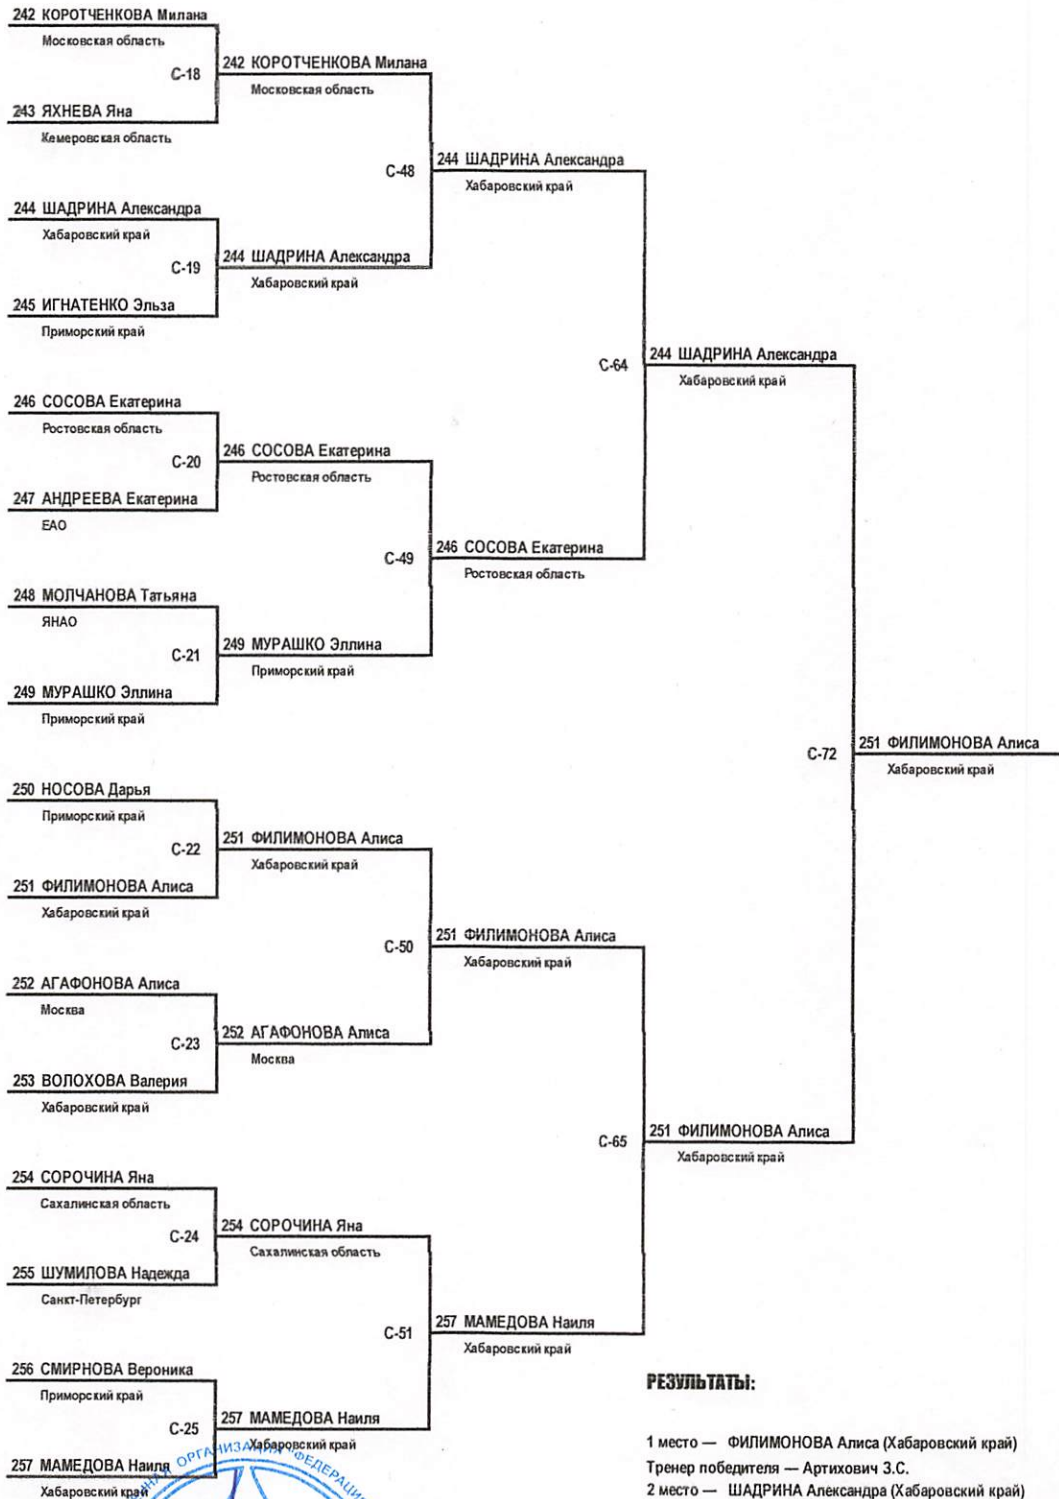 242 КОРОТЧЕНКОВА Милана
Московская область
С-18
243 ЯХНЕВА Яна
Кемеровская область
242 КОРОТЧЕНКОВА Милана
Московская область
244 ШАДРИНА Александра
Хабаровский край
С-19
245 ИГНАТЕНКО Эльза
Приморский край
244 ШАДРИНА Александра
Хабаровский край
С-48
244 ШАДРИНА Александра
Хабаровский край
246 СОСОВА Екатерина
Ростовская область
С-20
247 АНДРЕЕВА Екатерина
ЕАО
246 СОСОВА Екатерина
Ростовская область
248 МОЛЧАНОВА Татьяна
ЯНАО
С-21
249 МУРАШКО Эллина
Приморский край
249 МУРАШКО Эллина
Приморский край
С-49
246 СОСОВА Екатерина
Ростовская область
С-64
244 ШАДРИНА Александра
Хабаровский край
250 НОСОВА Дарья
Приморский край
С-22
251 ФИЛИМОНОВА Алиса
Хабаровский край
251 ФИЛИМОНОВА Алиса
Хабаровский край
252 АГАФОНОВА Алиса
Москва
С-23
253 ВОЛОХОВА Валерия
Хабаровский край
252 АГАФОНОВА Алиса
Москва
С-50
251 ФИЛИМОНОВА Алиса
Хабаровский край
254 СОРОЧИНА Яна
Сахалинская область
С-24
255 ШУМИЛОВА Надежда
Санкт-Петербург
254 СОРОЧИНА Яна
Сахалинская область
256 СМИРНОВА Вероника
Приморский край
С-25
257 МАМЕДОВА Наиля
Хабаровский край
257 МАМЕДОВА Наиля
Хабаровский край
С-51
257 МАМЕДОВА Наиля
Хабаровский край
С-65
251 ФИЛИМОНОВА Алиса
Хабаровский край
С-72
251 ФИЛИМОНОВА Алиса
Хабаровский край
РЕЗУЛЬТАТЫ:
1 место — ФИЛИМОНОВА Алиса (Хабаровский край)
Тренер победителя — Артихович З.С.
2 место — ШАДРИНА Александра (Хабаровский край)
ОРГАНИЗАЦИЯ